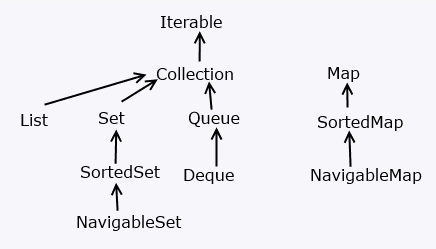 Iterable
Collection Map
List Set Queue SortedMap
SortedSet Deque NavigableMap
NavigableSet